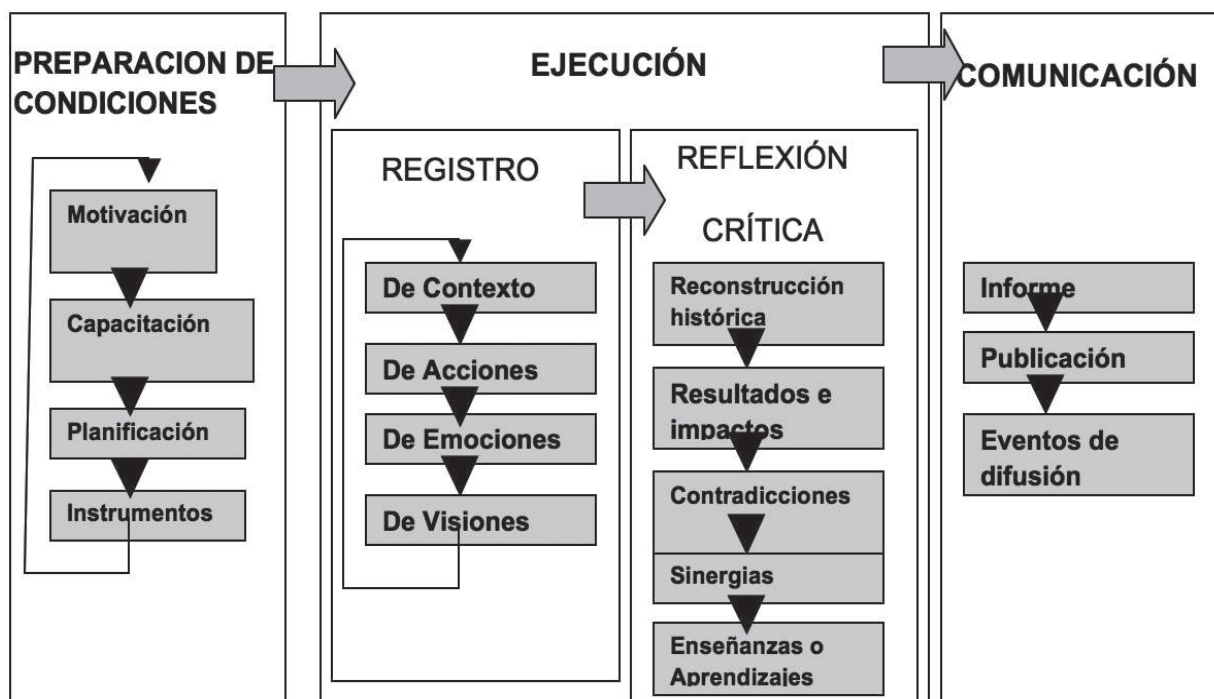 PREPARACION DE
CONDICIONES
Motivación
Capacitación
Planificación
Instrumentos
EJECUCIÓN
REGISTRO
De Contexto
De Acciones
De Emociones
De Visiones
REFLEXIÓN
CRÍTICA
Reconstrucción
histórica
Resultados e
impactos
Contradicciones
Sinergias
Enseñanzas o
Aprendizajes
COMUNICACIÓN
Informe
Publicación
Eventos de
difusión